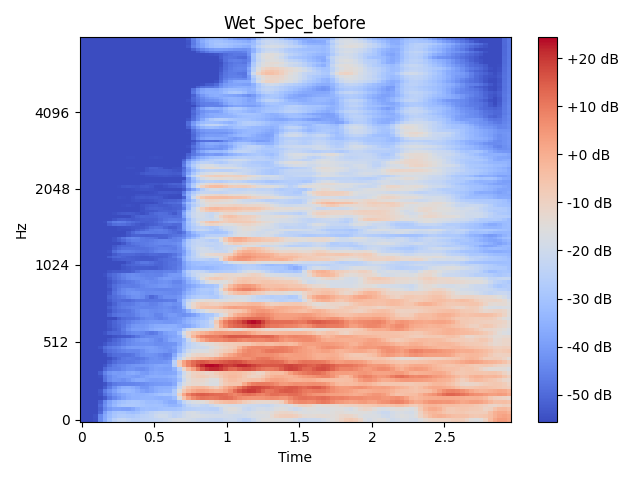 Wet_Spec_before
Hz
4096
2048
1024
512
0
0
0.5
1
1.5
2
2.5
Time
+20 dB
+10 dB
+0 dB
-10 dB
-20 dB
-30 dB
-40 dB
-50 dB